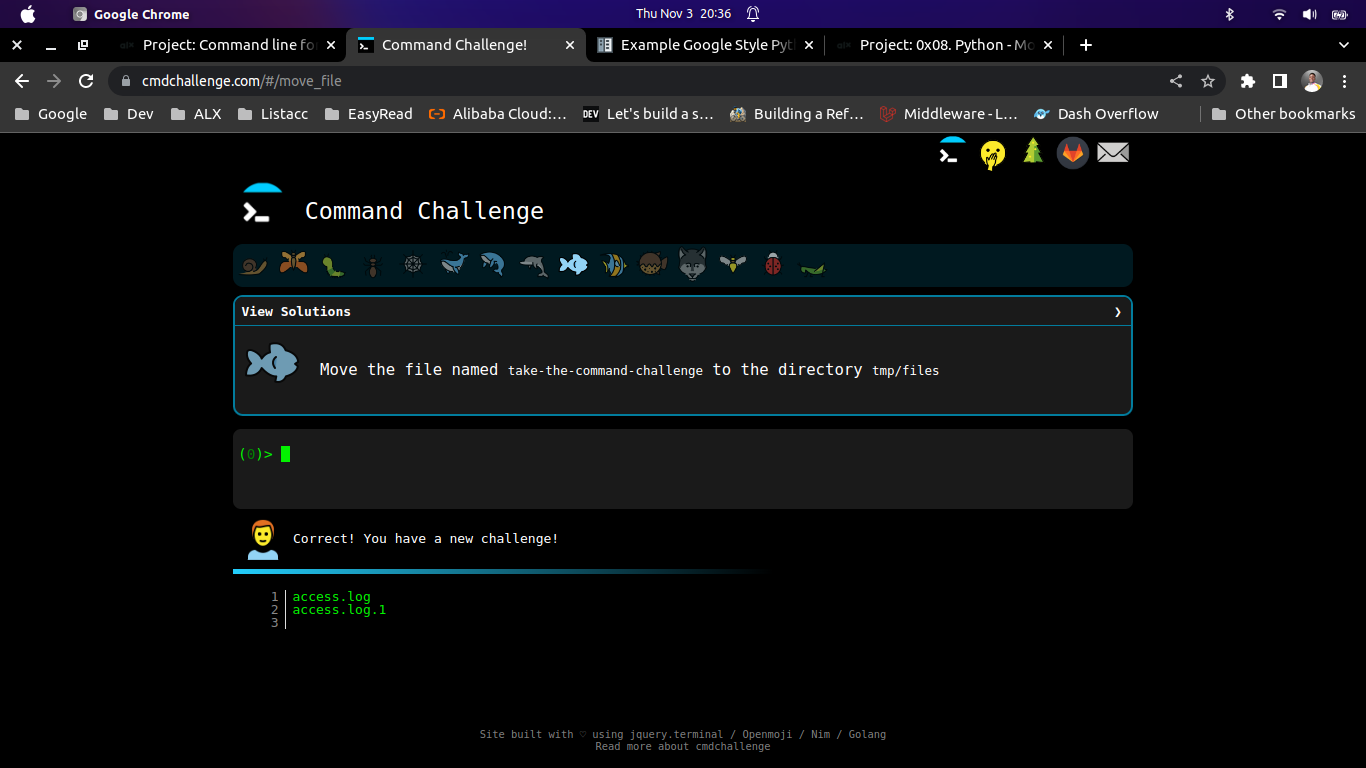 Google Chrome
Thu Nov 3 20:36
Project: Command line fo
Command Challenge!
Example Google Style Pyt
Project: 0x08. Python - Mo
cmdchallenge.com/#/move_file
Google
Dev
ALX
Listacc
EasyRead
Alibaba Cloud:...
DEV
Let's build a s...
Building a Ref...
Middleware - L...
Dash Overflow
Other bookmarks
Command Challenge
View Solutions
Move the file named take-the-command-challenge to the directory tmp/files
(0)>
Correct! You have a new challenge!
1 access.log
2 access.log.1
3
Site built with ♡ using jquery.terminal / Openmoji / Nim / Golang
Read more about cmdchallenge